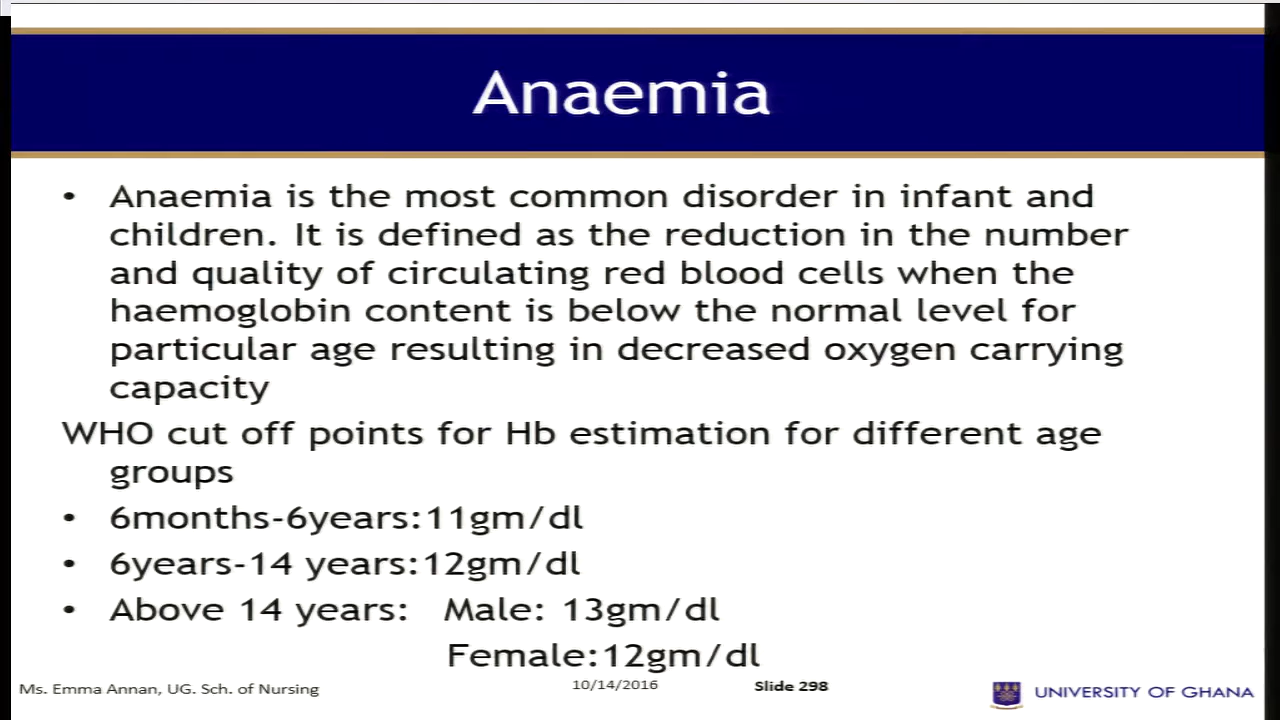 Anaemia
• Anaemia is the most common disorder in infant and
children. It is defined as the reduction in the number
and quality of circulating red blood cells when the
haemoglobin content is below the normal level for
particular age resulting in decreased oxygen carrying
capacity
WHO cut off points for Hb estimation for different age
groups
• 6months-6years:11gm/dl
• 6years-14 years:12gm/dl
• Above 14 years: Male: 13gm/dl
Female:12gm/dl
Ms. Emma Annan, UG. Sch. of Nursing 10/14/2016 Slide 298 UNIVERSITY OF GHANA